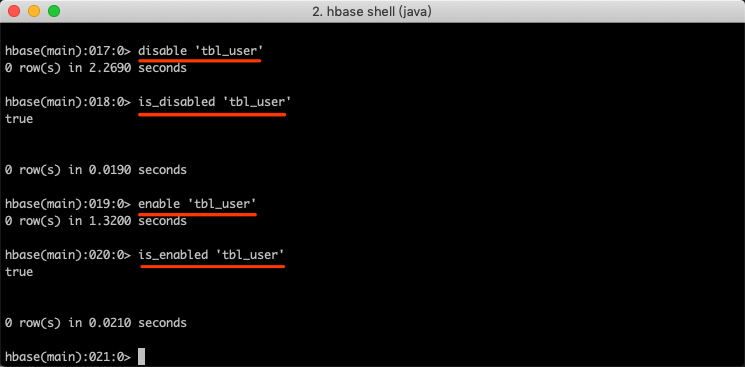 2. hbase shell (java)
hbase(main):017:0> disable 'tbl_user'
0 row(s) in 2.2690 seconds
hbase(main):018:0> is_disabled 'tbl_user'
true
0 row(s) in 0.0190 seconds
hbase(main):019:0> enable 'tbl_user'
0 row(s) in 1.3200 seconds
hbase(main):020:0> is_enabled 'tbl_user'
true
0 row(s) in 0.0210 seconds
hbase(main):021:0>